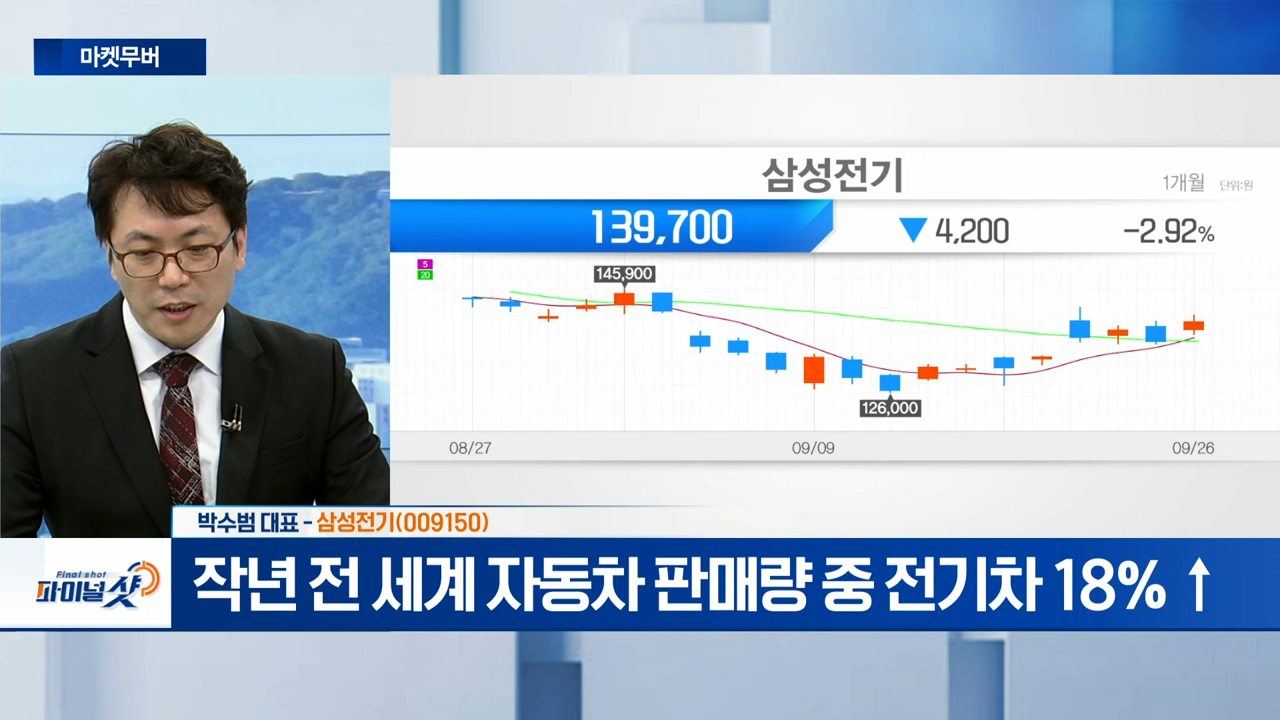 마켓무버
삼성전기
1개월 단위:원
139,700 ▼ 4,200 -2.92%
5
20
145,900
126,000
08/27 09/09 09/26
박수범 대표 - 삼성전기(009150)
Final shot
파이널샷
작년 전 세계 자동차 판매량 중 전기차 18% ↑